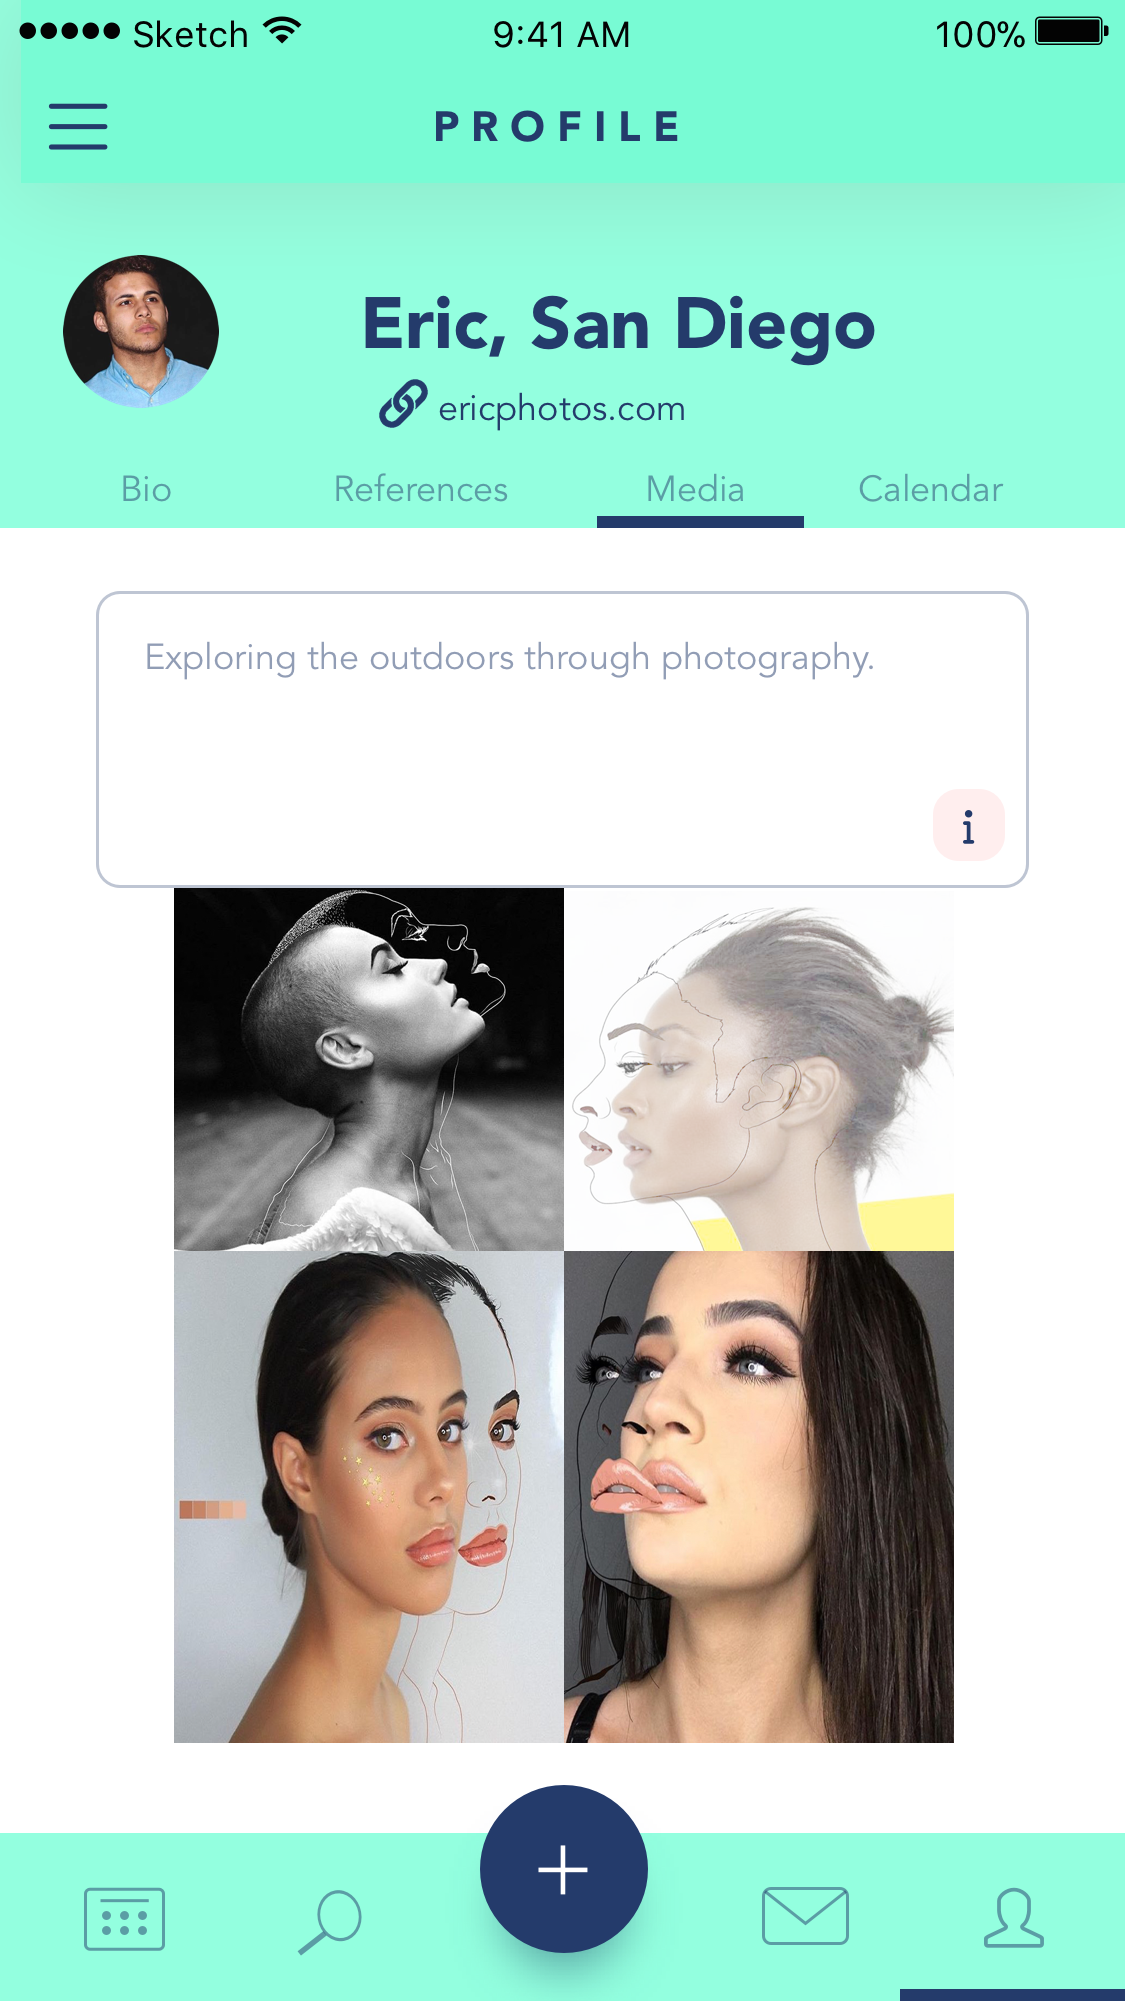 Sketch 9:41 AM 100%
PROFILE
Eric, San Diego
ericphotos.com
Bio References Media Calendar
Exploring the outdoors through photography.
i